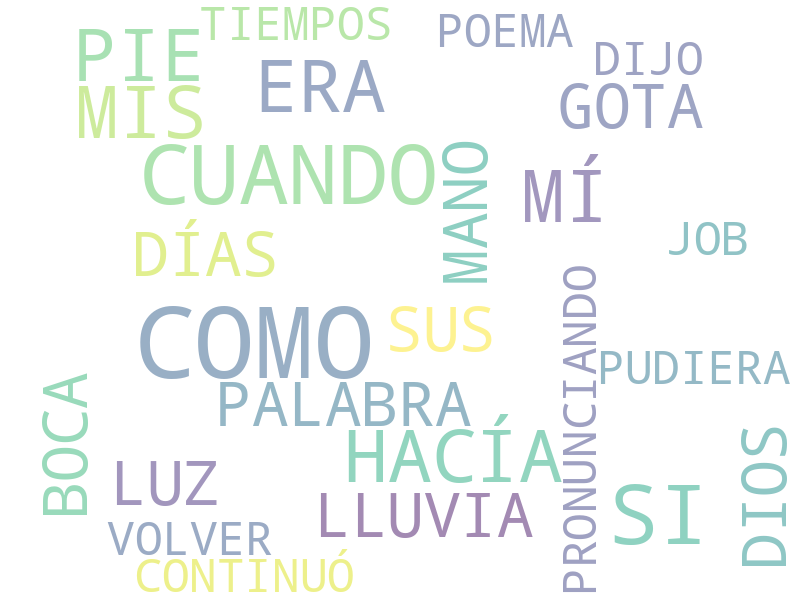 TIEMPOS
POEMA
PIE
DIJO
ERA
MIS
GOTA
CUANDO
MANO
MÍ
DÍAS
JOB
COMO
SUS
PRONUNCIANDO
PUDIERA
BOCA
PALABRA
HACÍA
DIOS
LUZ
SI
LLUVIA
VOLVER
CONTINUÓ